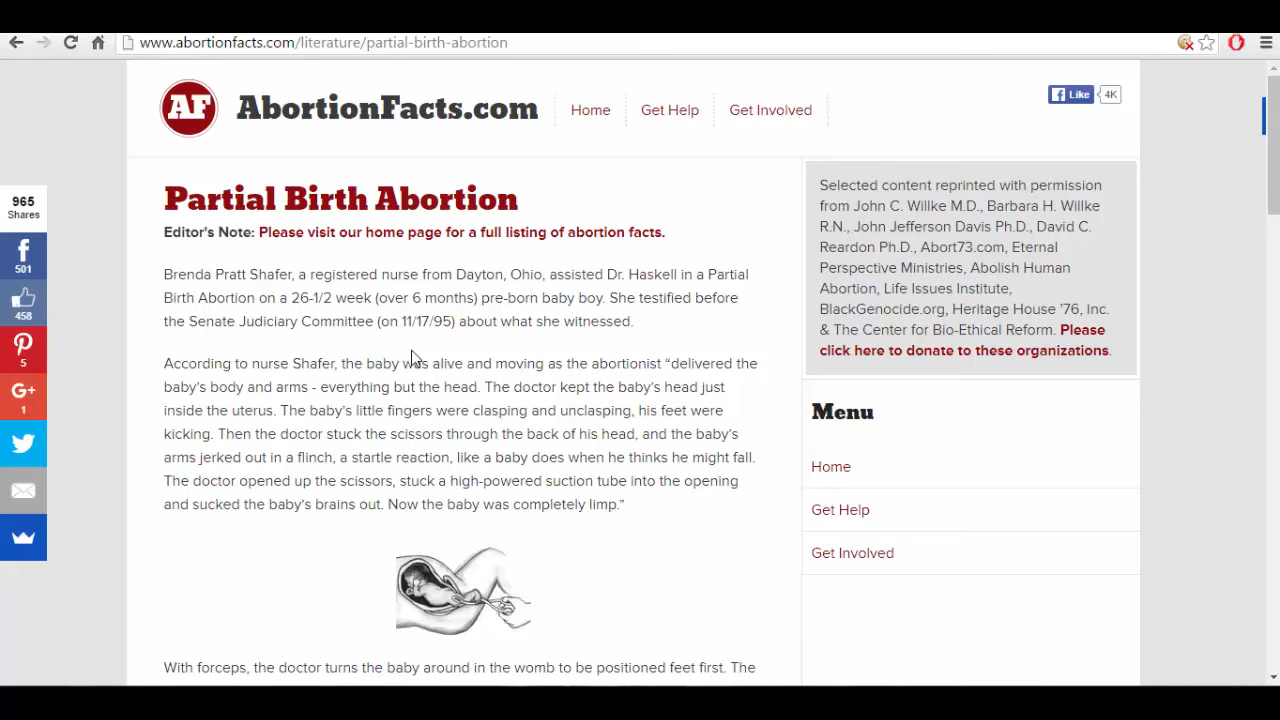 www.abortionfacts.com/literature/partial-birth-abortion
AF
AbortionFacts.com
Home
Get Help
Get Involved
Like
4K
965
Shares
501
458
5
1
Partial Birth Abortion
Editor's Note: Please visit our home page for a full listing of abortion facts.
Brenda Pratt Shafer, a registered nurse from Dayton, Ohio, assisted Dr. Haskell in a Partial
Birth Abortion on a 26-1/2 week (over 6 months) pre-born baby boy. She testified before
the Senate Judiciary Committee (on 11/17/95) about what she witnessed.
According to nurse Shafer, the baby was alive and moving as the abortionist “delivered the
baby’s body and arms - everything but the head. The doctor kept the baby’s head just
inside the uterus. The baby’s little fingers were clasping and unclasping, his feet were
kicking. Then the doctor stuck the scissors through the back of his head, and the baby’s
arms jerked out in a flinch, a startle reaction, like a baby does when he thinks he might fall.
The doctor opened up the scissors, stuck a high-powered suction tube into the opening
and sucked the baby’s brains out. Now the baby was completely limp.”
With forceps, the doctor turns the baby around in the womb to be positioned feet first. The
Selected content reprinted with permission
from John C. Willke M.D., Barbara H. Willke
R.N., John Jefferson Davis Ph.D., David C.
Reardon Ph.D., Abort73.com, Eternal
Perspective Ministries, Abolish Human
Abortion, Life Issues Institute,
BlackGenocide.org, Heritage House '76, Inc.
& The Center for Bio-Ethical Reform. Please
click here to donate to these organizations.
Menu
Home
Get Help
Get Involved